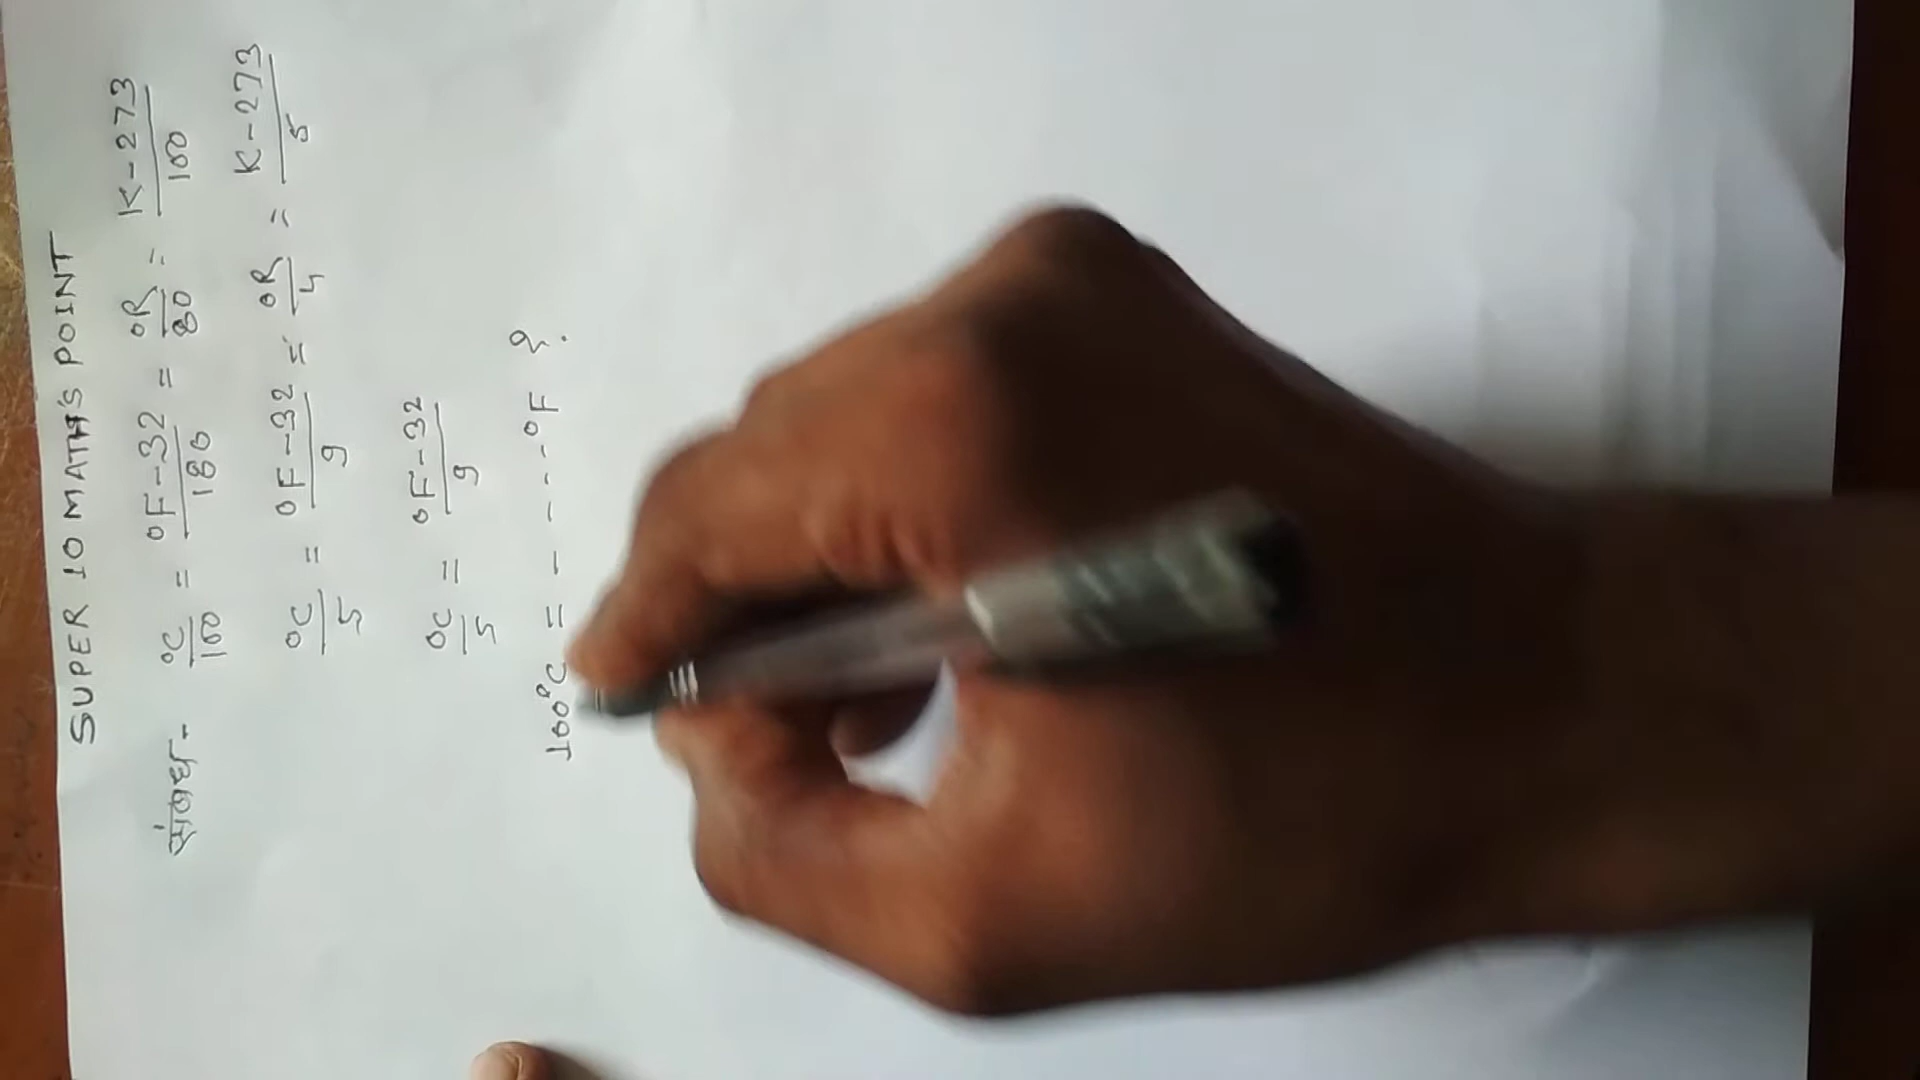 SUPER 10 MATH'S POINT
संबंध - °C/100 = °F-32/180 = °R/80 = K-273/100
°C/5 = °F-32/9 = °R/4 = K-273/5
°C/5 = °F-32/9
100°C = - - - - °F ?